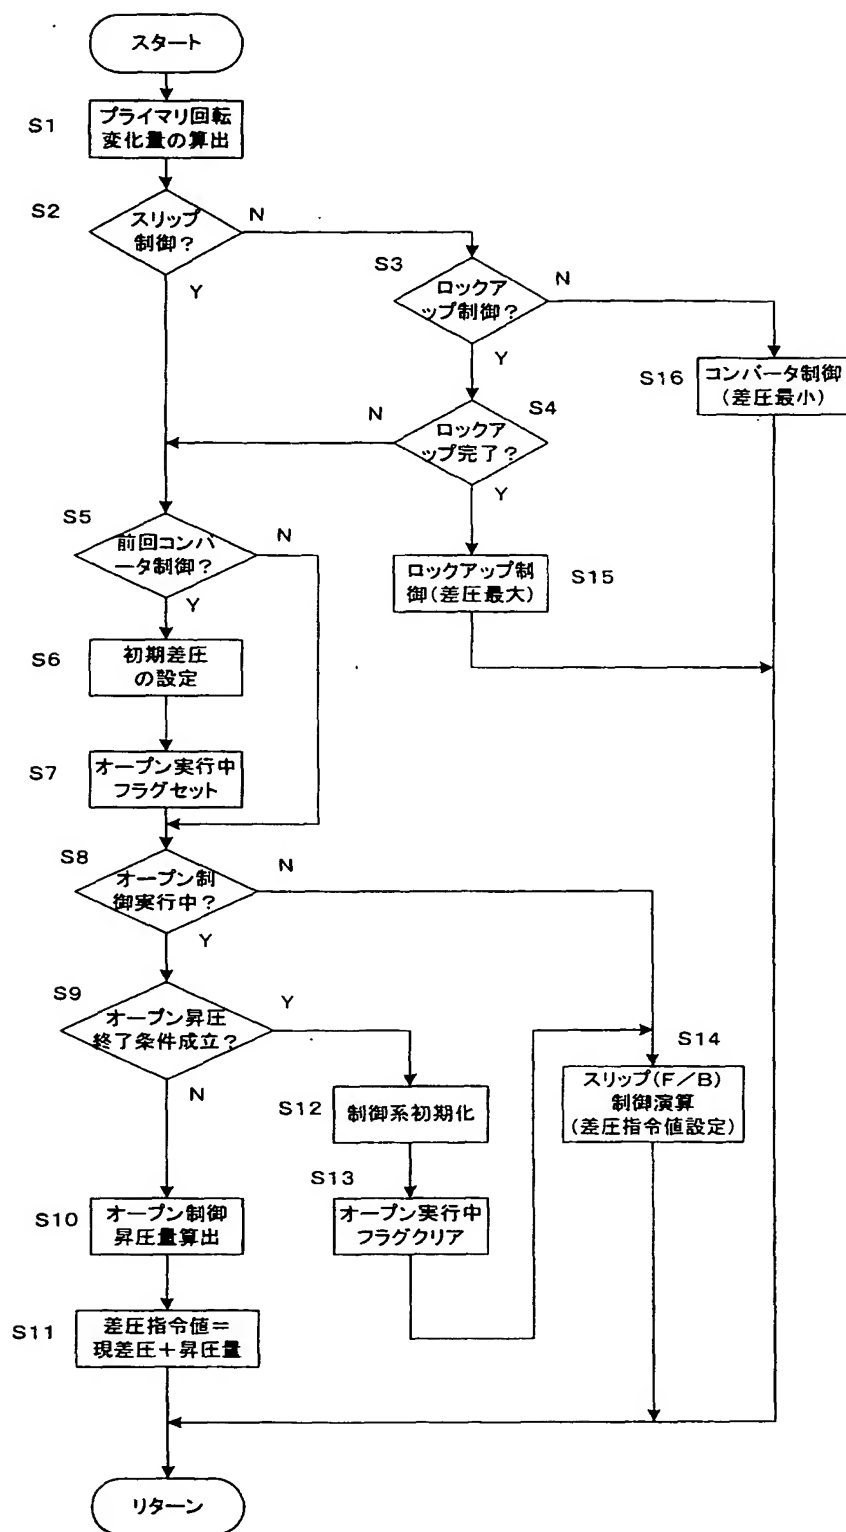 スタート
S1
プライマリ回転
変化量の算出
S2
スリップ
制御？
N
Y
S3
ロックア
ップ制御？
N
Y
S16
コンバータ制御
（差圧最小）
S4
ロックア
ップ完了？
N
Y
S5
前回コンバ
ータ制御？
N
Y
S15
ロックアップ制
御（差圧最大）
S6
初期差圧
の設定
S7
オープン実行中
フラグセット
S8
オープン制
御実行中？
N
Y
S9
オープン昇圧
終了条件成立？
Y
N
S12
制御系初期化
S13
オープン実行中
フラグクリア
S14
スリップ（F／B）
制御演算
（差圧指令値設定）
S10
オープン制御
昇圧量算出
S11
差圧指令値＝
現差圧＋昇圧量
リターン